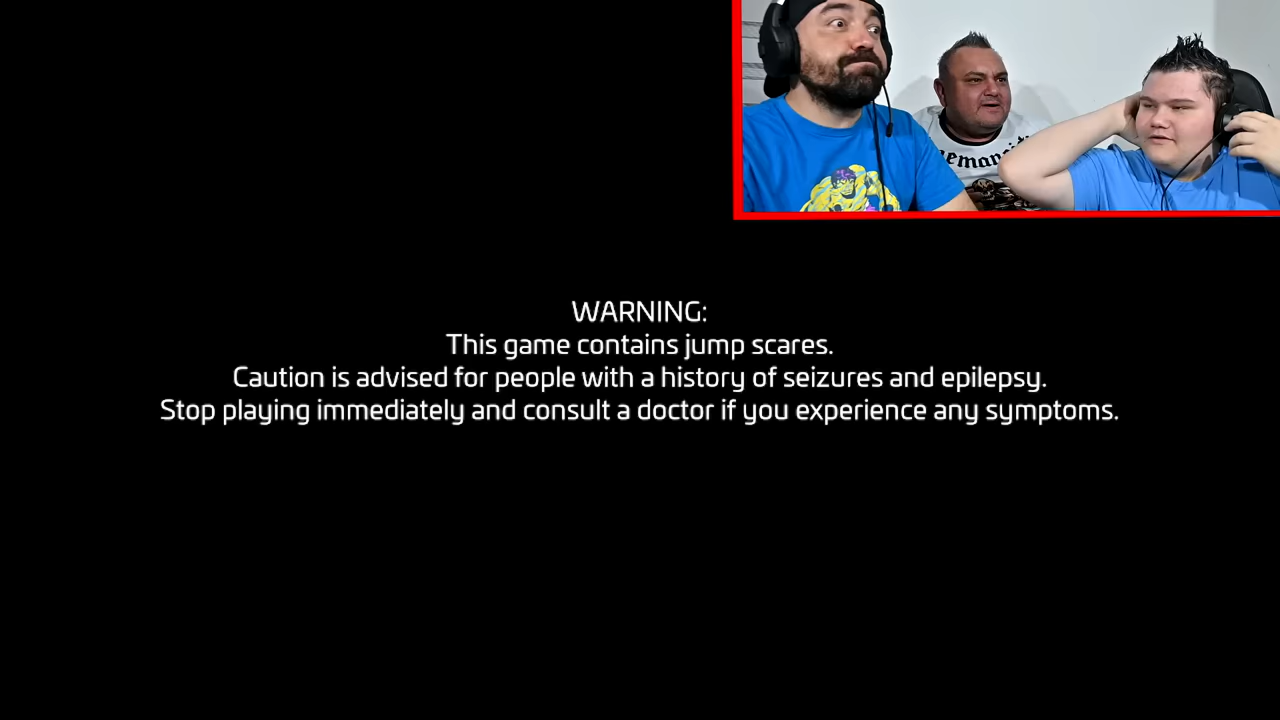 WARNING:
This game contains jump scares.
Caution is advised for people with a history of seizures and epilepsy.
Stop playing immediately and consult a doctor if you experience any symptoms.